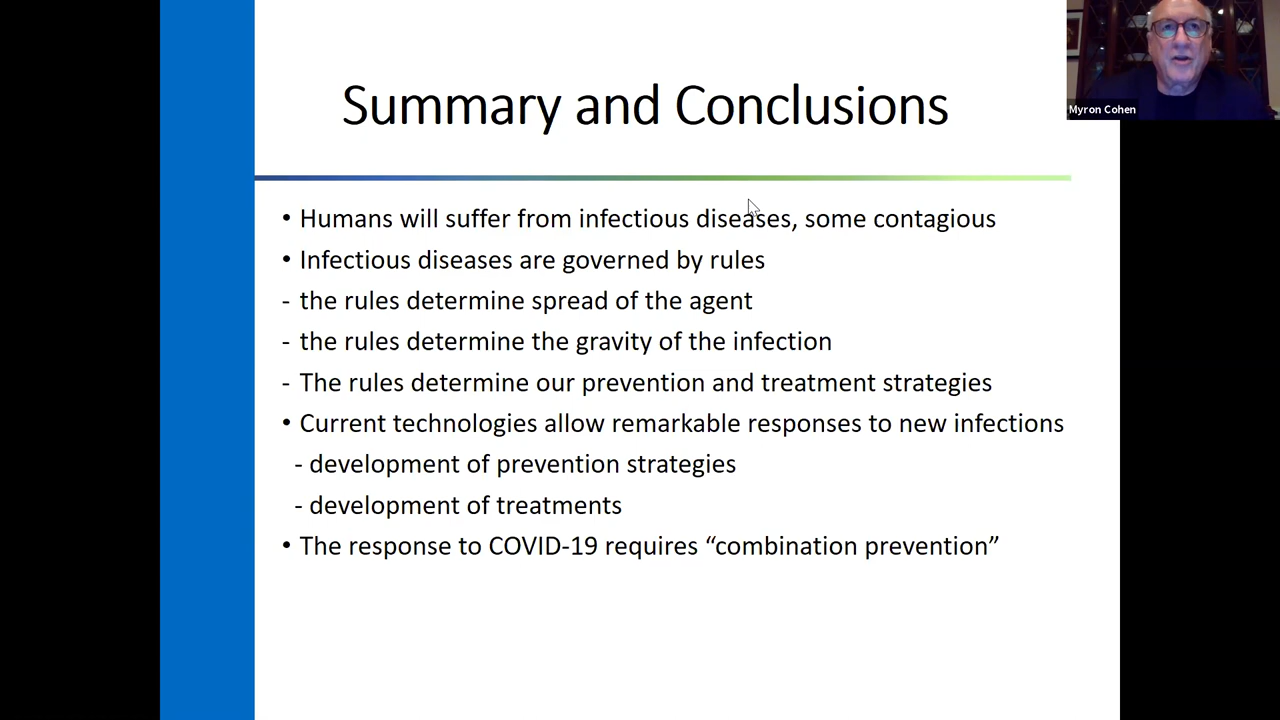 Myron Cohen
Summary and Conclusions
• Humans will suffer from infectious diseases, some contagious
• Infectious diseases are governed by rules
- the rules determine spread of the agent
- the rules determine the gravity of the infection
- The rules determine our prevention and treatment strategies
• Current technologies allow remarkable responses to new infections
- development of prevention strategies
- development of treatments
• The response to COVID-19 requires “combination prevention”